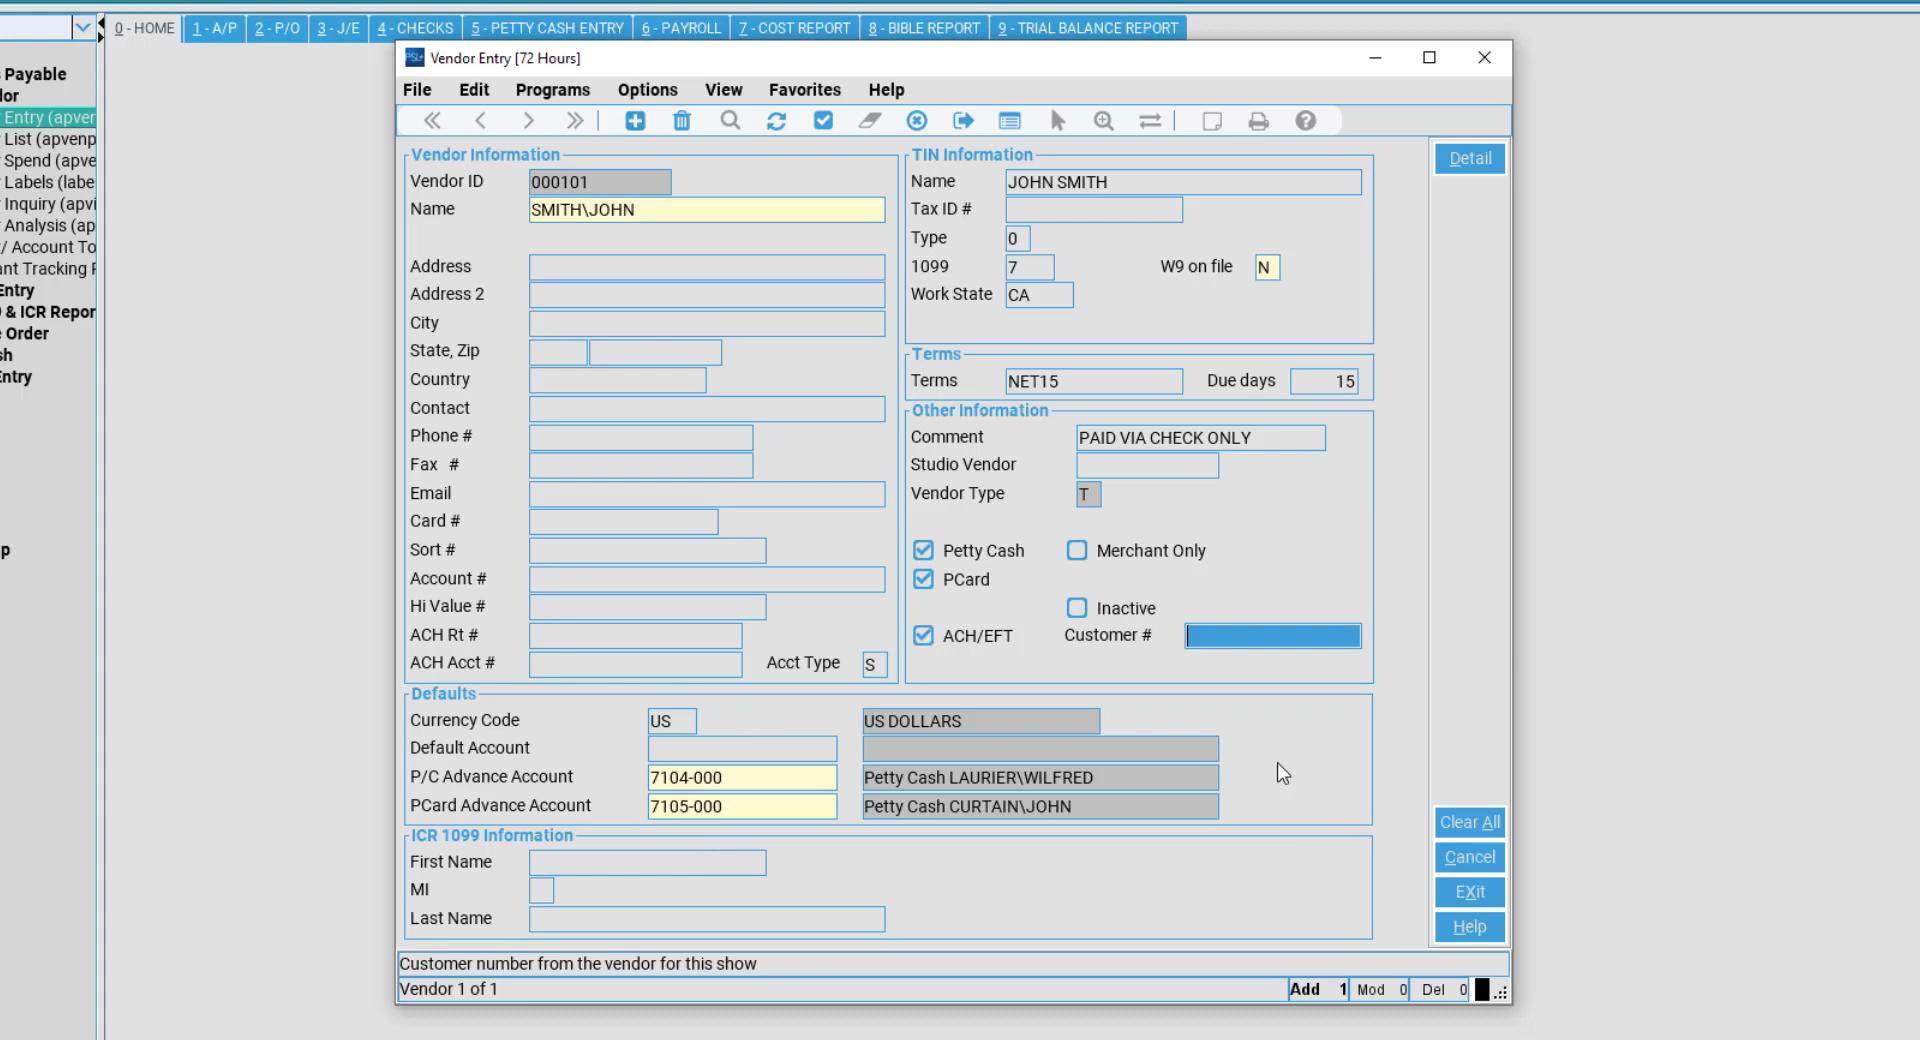 0 - HOME
1 - A/P
2 - P/O
3 - J/E
4 - CHECKS
5 - PETTY CASH ENTRY
6 - PAYROLL
7 - COST REPORT
8 - BIBLE REPORT
9 - TRIAL BALANCE REPORT
Payable
dor
Entry (apver
List (apvenp
Spend (apve
Labels (labe
Inquiry (apvi
Analysis (ap
/ Account To
ant Tracking
Entry
& ICR Repor
e Order
sh
Entry
p
PSL+
Vendor Entry [72 Hours]
File Edit Programs Options View Favorites Help
Vendor Information
Vendor ID 000101
Name SMITH\JOHN
Address
Address 2
City
State, Zip
Country
Contact
Phone #
Fax #
Email
Card #
Sort #
Account #
Hi Value #
ACH Rt #
ACH Acct # Acct Type S
TIN Information
Name JOHN SMITH
Tax ID #
Type 0
1099 7 W9 on file N
Work State CA
Terms
Terms NET15 Due days 15
Other Information
Comment PAID VIA CHECK ONLY
Studio Vendor
Vendor Type T
Petty Cash Merchant Only
PCard
Inactive
ACH/EFT Customer #
Defaults
Currency Code US US DOLLARS
Default Account
P/C Advance Account 7104-000 Petty Cash LAURIER\WILFRED
PCard Advance Account 7105-000 Petty Cash CURTAIN\JOHN
ICR 1099 Information
First Name
MI
Last Name
Detail
Clear All
Cancel
EXit
Help
Customer number from the vendor for this show
Vendor 1 of 1 Add 1 Mod 0 Del 0